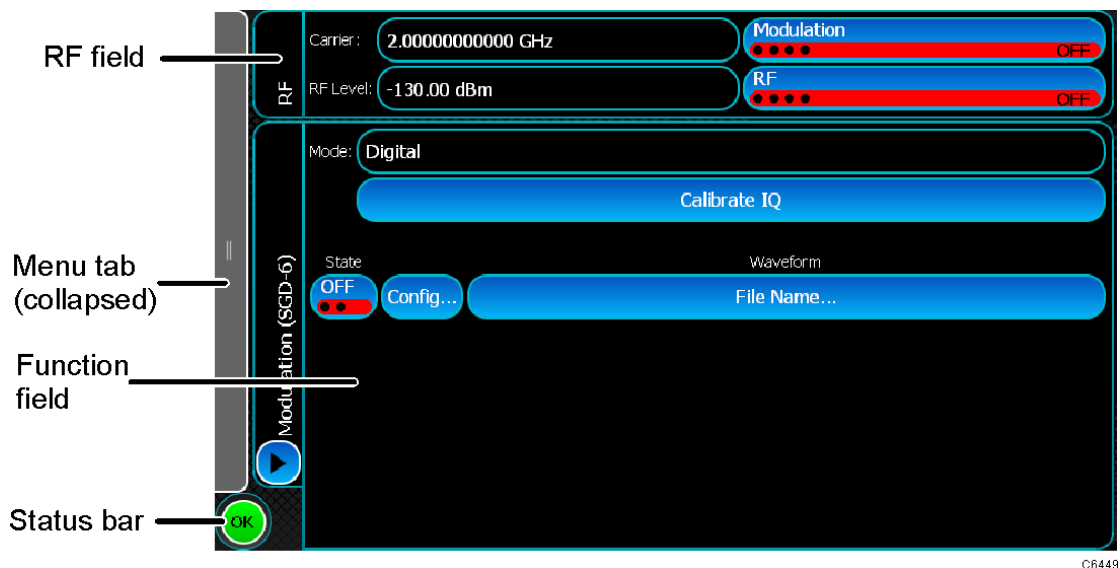 RF field
Menu tab
(collapsed)
Function
field
Status bar
RF
Carrier: 2.00000000000 GHz
Modulation
OFF
RF Level: -130.00 dBm
RF
OFF
Modulation (SGD-6)
Mode: Digital
Calibrate IQ
State
Waveform
OFF
Config...
File Name...
OK
C6449